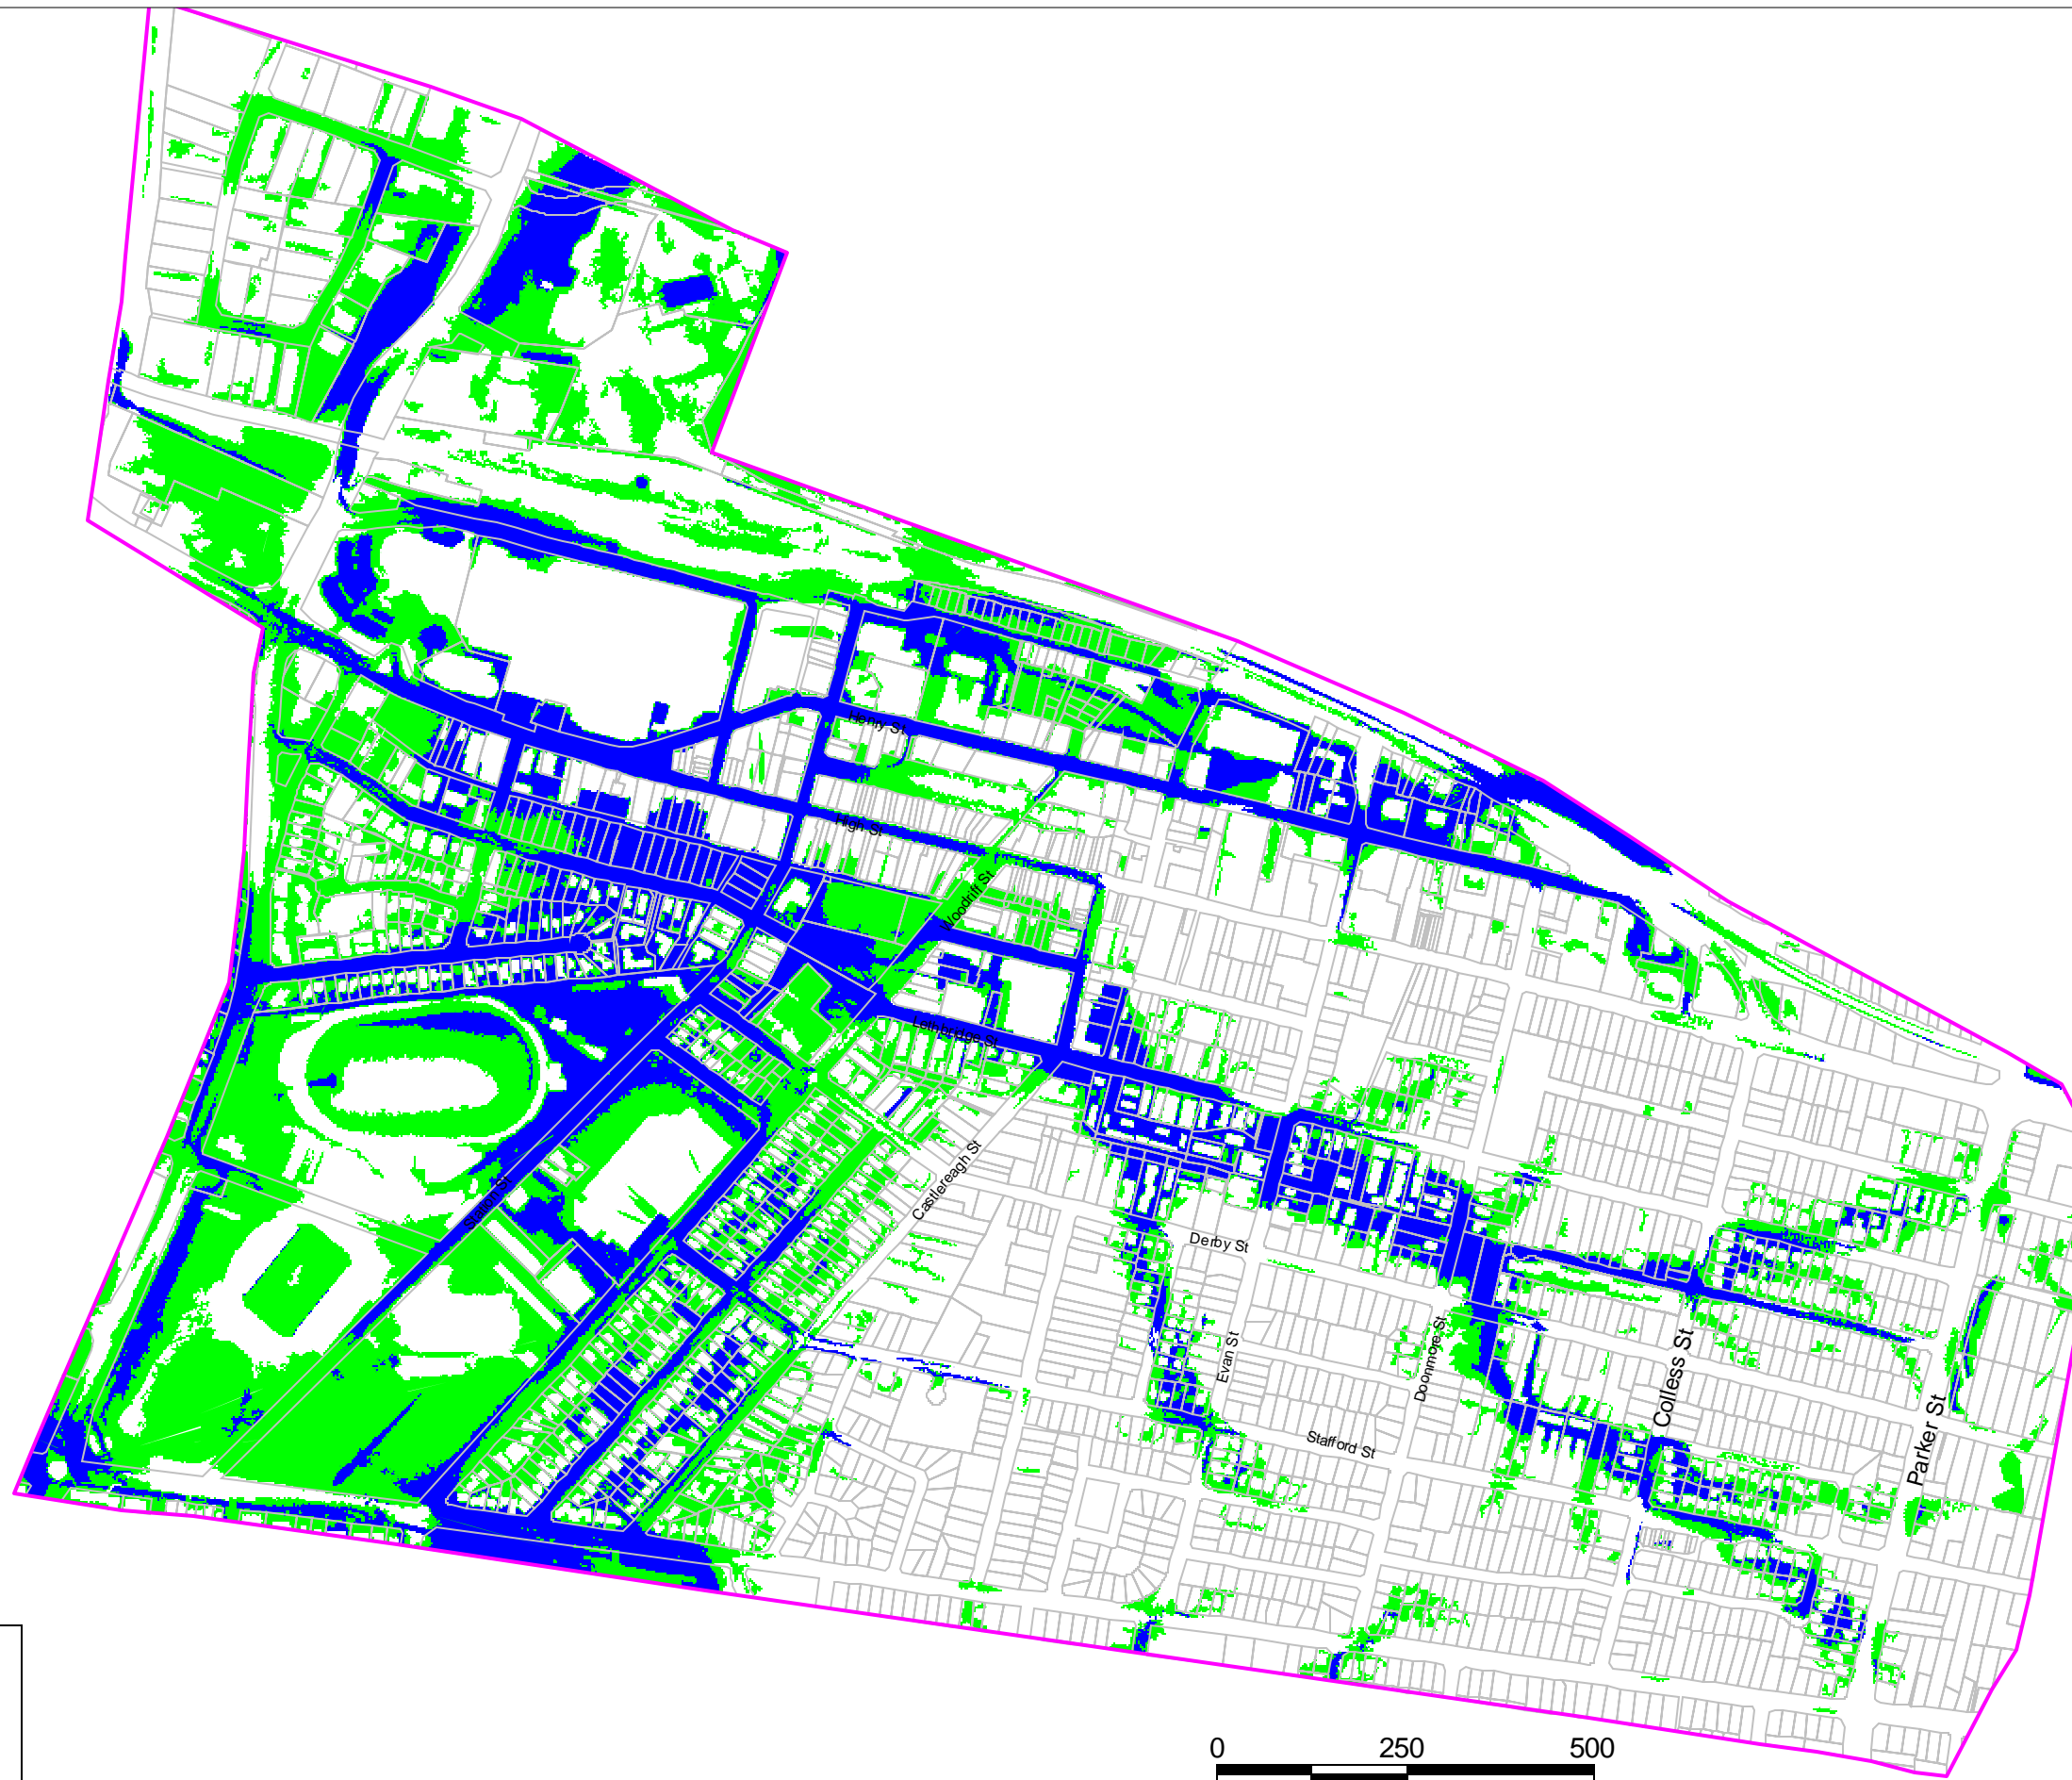 Henry St
High St
Woodriff St
Lethbridge St
Castlereagh St
Station St
Derby St
Evan St
Doonmore St
Colless St
Stafford St
Parker St
0 250 500